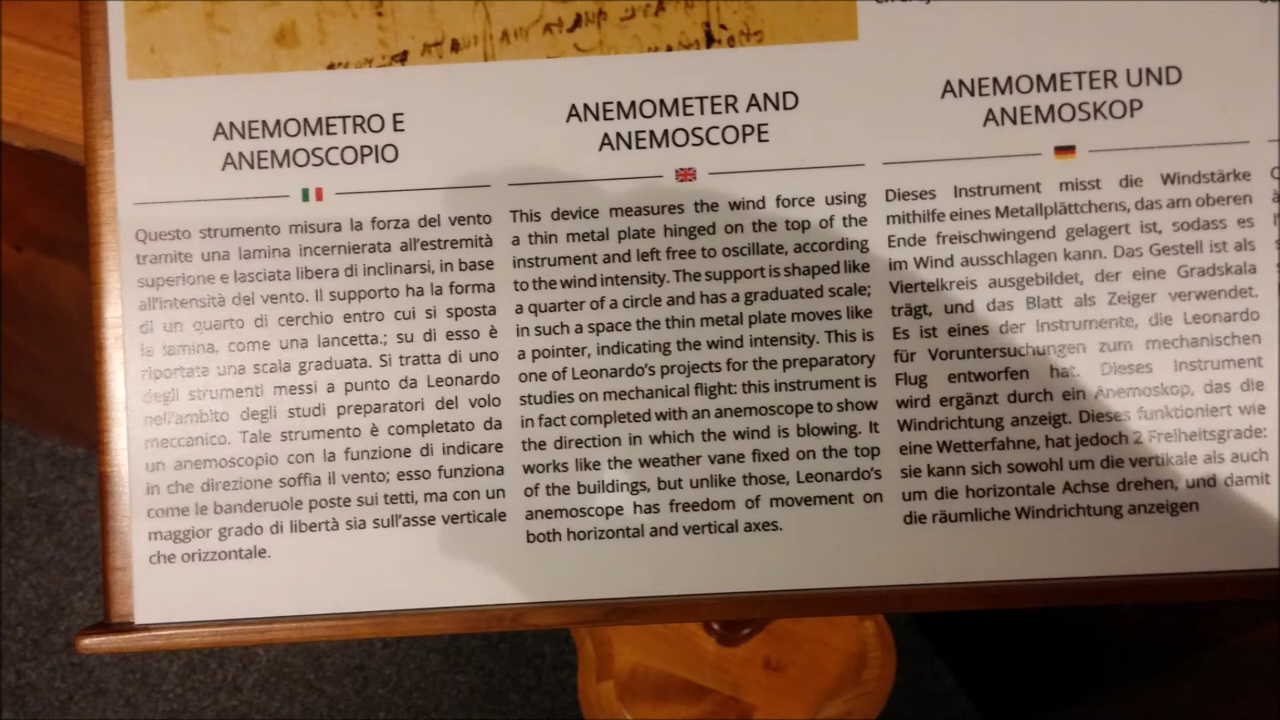 ANEMOMETRO E
ANEMOSCOPIO
Questo strumento misura la forza del vento
tramite una lamina incernierata all'estremità
superione e lasciata libera di inclinarsi, in base
all'intensità del vento. Il supporto ha la forma
di un quarto di cerchio entro cui si sposta
la lamina, come una lancetta.; su di esso è
riportata una scala graduata. Si tratta di uno
degli strumenti messi a punto da Leonardo
nell'ambito degli studi preparatori del volo
meccanico. Tale strumento è completato da
un anemoscopio con la funzione di indicare
in che direzione soffia il vento; esso funziona
come le banderuole poste sui tetti, ma con un
maggior grado di libertà sia sull'asse verticale
che orizzontale.
ANEMOMETER AND
ANEMOSCOPE
This device measures the wind force using
a thin metal plate hinged on the top of the
instrument and left free to oscillate, according
to the wind intensity. The support is shaped like
a quarter of a circle and has a graduated scale;
in such a space the thin metal plate moves like
a pointer, indicating the wind intensity. This is
one of Leonardo's projects for the preparatory
studies on mechanical flight: this instrument is
in fact completed with an anemoscope to show
the direction in which the wind is blowing. It
works like the weather vane fixed on the top
of the buildings, but unlike those, Leonardo's
anemoscope has freedom of movement on
both horizontal and vertical axes.
ANEMOMETER UND
ANEMOSKOP
Dieses Instrument misst die Windstärke
mithilfe eines Metallplättchens, das am oberen
Ende freischwingend gelagert ist, sodass es
im Wind ausschlagen kann. Das Gestell ist als
Viertelkreis ausgebildet, der eine Gradskala
trägt, und das Blatt als Zeiger verwendet.
Es ist eines der Instrumente, die Leonardo
für Voruntersuchungen zum mechanischen
Flug entworfen hat. Dieses Instrument
wird ergänzt durch ein Anemoskop, das die
Windrichtung anzeigt. Dieses funktioniert wie
eine Wetterfahne, hat jedoch 2 Freiheitsgrade:
sie kann sich sowohl um die vertikale als auch
um die horizontale Achse drehen, und damit
die räumliche Windrichtung anzeigen